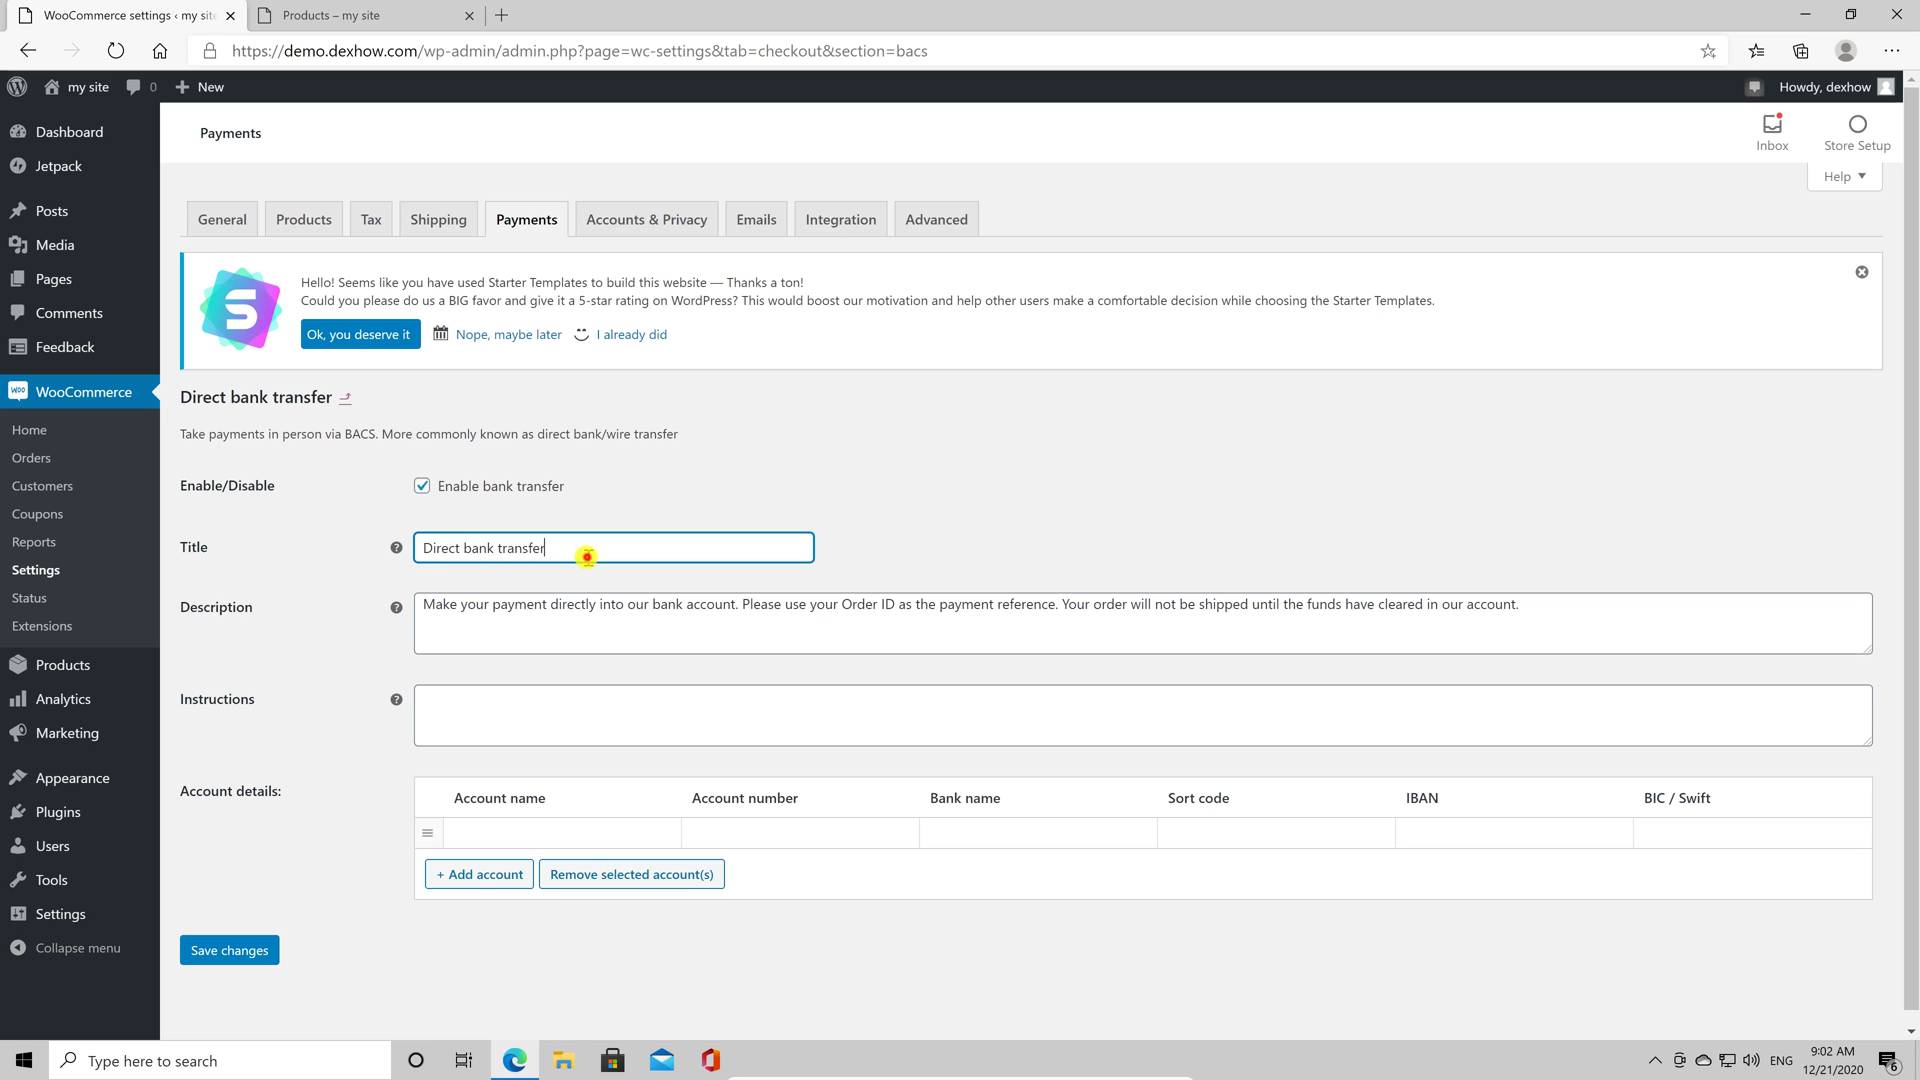 WooCommerce settings ‹ my site
Products – my site
https://demo.dexhow.com/wp-admin/admin.php?page=wc-settings&tab=checkout&section=bacs
my site
0
New
Howdy, dexhow
Dashboard
Jetpack
Posts
Media
Pages
Comments
Feedback
WooCommerce
Home
Orders
Customers
Coupons
Reports
Settings
Status
Extensions
Products
Analytics
Marketing
Appearance
Plugins
Users
Tools
Settings
Collapse menu
Payments
Inbox
Store Setup
Help
General
Products
Tax
Shipping
Payments
Accounts & Privacy
Emails
Integration
Advanced
S
Hello! Seems like you have used Starter Templates to build this website — Thanks a ton!
Could you please do us a BIG favor and give it a 5-star rating on WordPress? This would boost our motivation and help other users make a comfortable decision while choosing the Starter Templates.
Ok, you deserve it
Nope, maybe later
I already did
Direct bank transfer
Take payments in person via BACS. More commonly known as direct bank/wire transfer
Enable/Disable
Enable bank transfer
Title
Direct bank transfer
Description
Make your payment directly into our bank account. Please use your Order ID as the payment reference. Your order will not be shipped until the funds have cleared in our account.
Instructions
Account details:
Account name
Account number
Bank name
Sort code
IBAN
BIC / Swift
+ Add account
Remove selected account(s)
Save changes
Type here to search
ENG
9:02 AM
12/21/2020
6